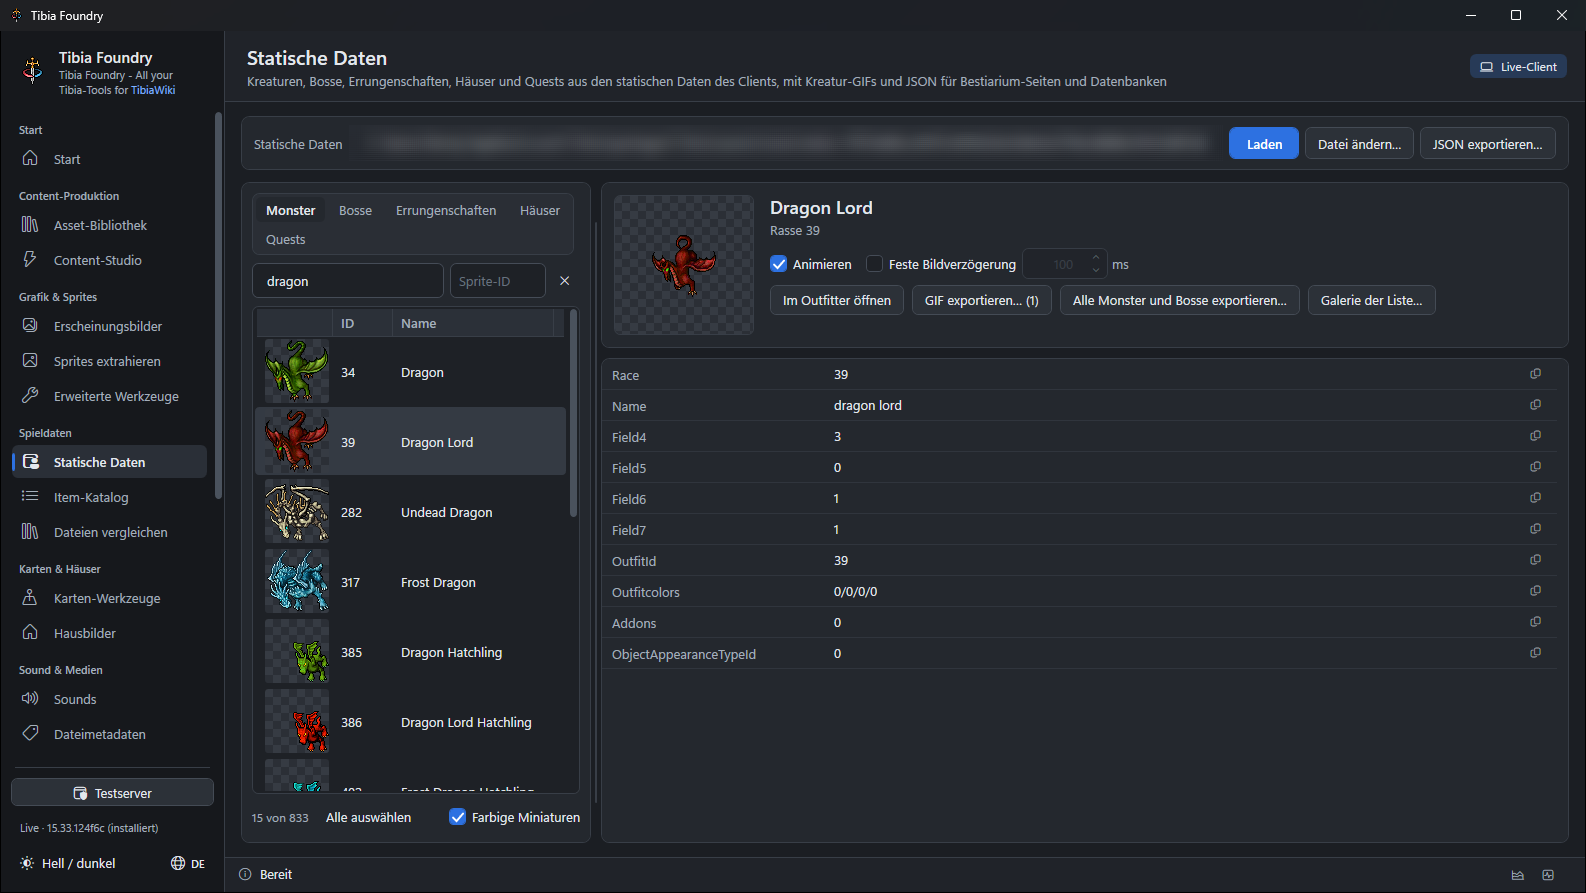 Tibia Foundry
Tibia Foundry
Tibia Foundry - All your
Tibia-Tools for TibiaWiki
Start
Start
Content-Produktion
Asset-Bibliothek
Content-Studio
Grafik & Sprites
Erscheinungsbilder
Sprites extrahieren
Erweiterte Werkzeuge
Spieldaten
Statische Daten
Item-Katalog
Dateien vergleichen
Karten & Häuser
Karten-Werkzeuge
Hausbilder
Sound & Medien
Sounds
Dateimetadaten
Testserver
Live · 15.33.124f6c (installiert)
Hell / dunkel
DE
Statische Daten
Kreaturen, Bosse, Errungenschaften, Häuser und Quests aus den statischen Daten des Clients, mit Kreatur-GIFs und JSON für Bestiarium-Seiten und Datenbanken
Live-Client
Statische Daten
Laden
Datei ändern...
JSON exportieren...
Monster
Bosse
Errungenschaften
Häuser
Quests
dragon
Sprite-ID
ID
Name
34
Dragon
39
Dragon Lord
282
Undead Dragon
317
Frost Dragon
385
Dragon Hatchling
386
Dragon Lord Hatchling
15 von 833
Alle auswählen
Farbige Miniaturen
Dragon Lord
Rasse 39
Animieren
Feste Bildverzögerung
100
ms
Im Outfitter öffnen
GIF exportieren... (1)
Alle Monster und Bosse exportieren...
Galerie der Liste...
Race
39
Name
dragon lord
Field4
3
Field5
0
Field6
1
Field7
1
OutfitId
39
Outfitcolors
0/0/0/0
Addons
0
ObjectAppearanceTypeId
0
Bereit